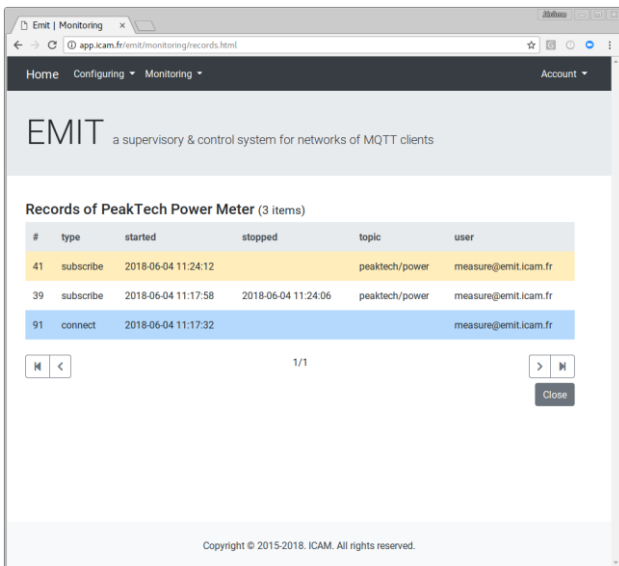 Emit | Monitoring
app.icam.fr/emit/monitoring/records.html
Home Configuring Monitoring Account
EMIT a supervisory & control system for networks of MQTT clients
Records of PeakTech Power Meter (3 items)
# type started stopped topic user
41 subscribe 2018-06-04 11:24:12 peaktech/power measure@emit.icam.fr
39 subscribe 2018-06-04 11:17:58 2018-06-04 11:24:06 peaktech/power measure@emit.icam.fr
91 connect 2018-06-04 11:17:32 measure@emit.icam.fr
1/1
Close
Copyright © 2015-2018. ICAM. All rights reserved.